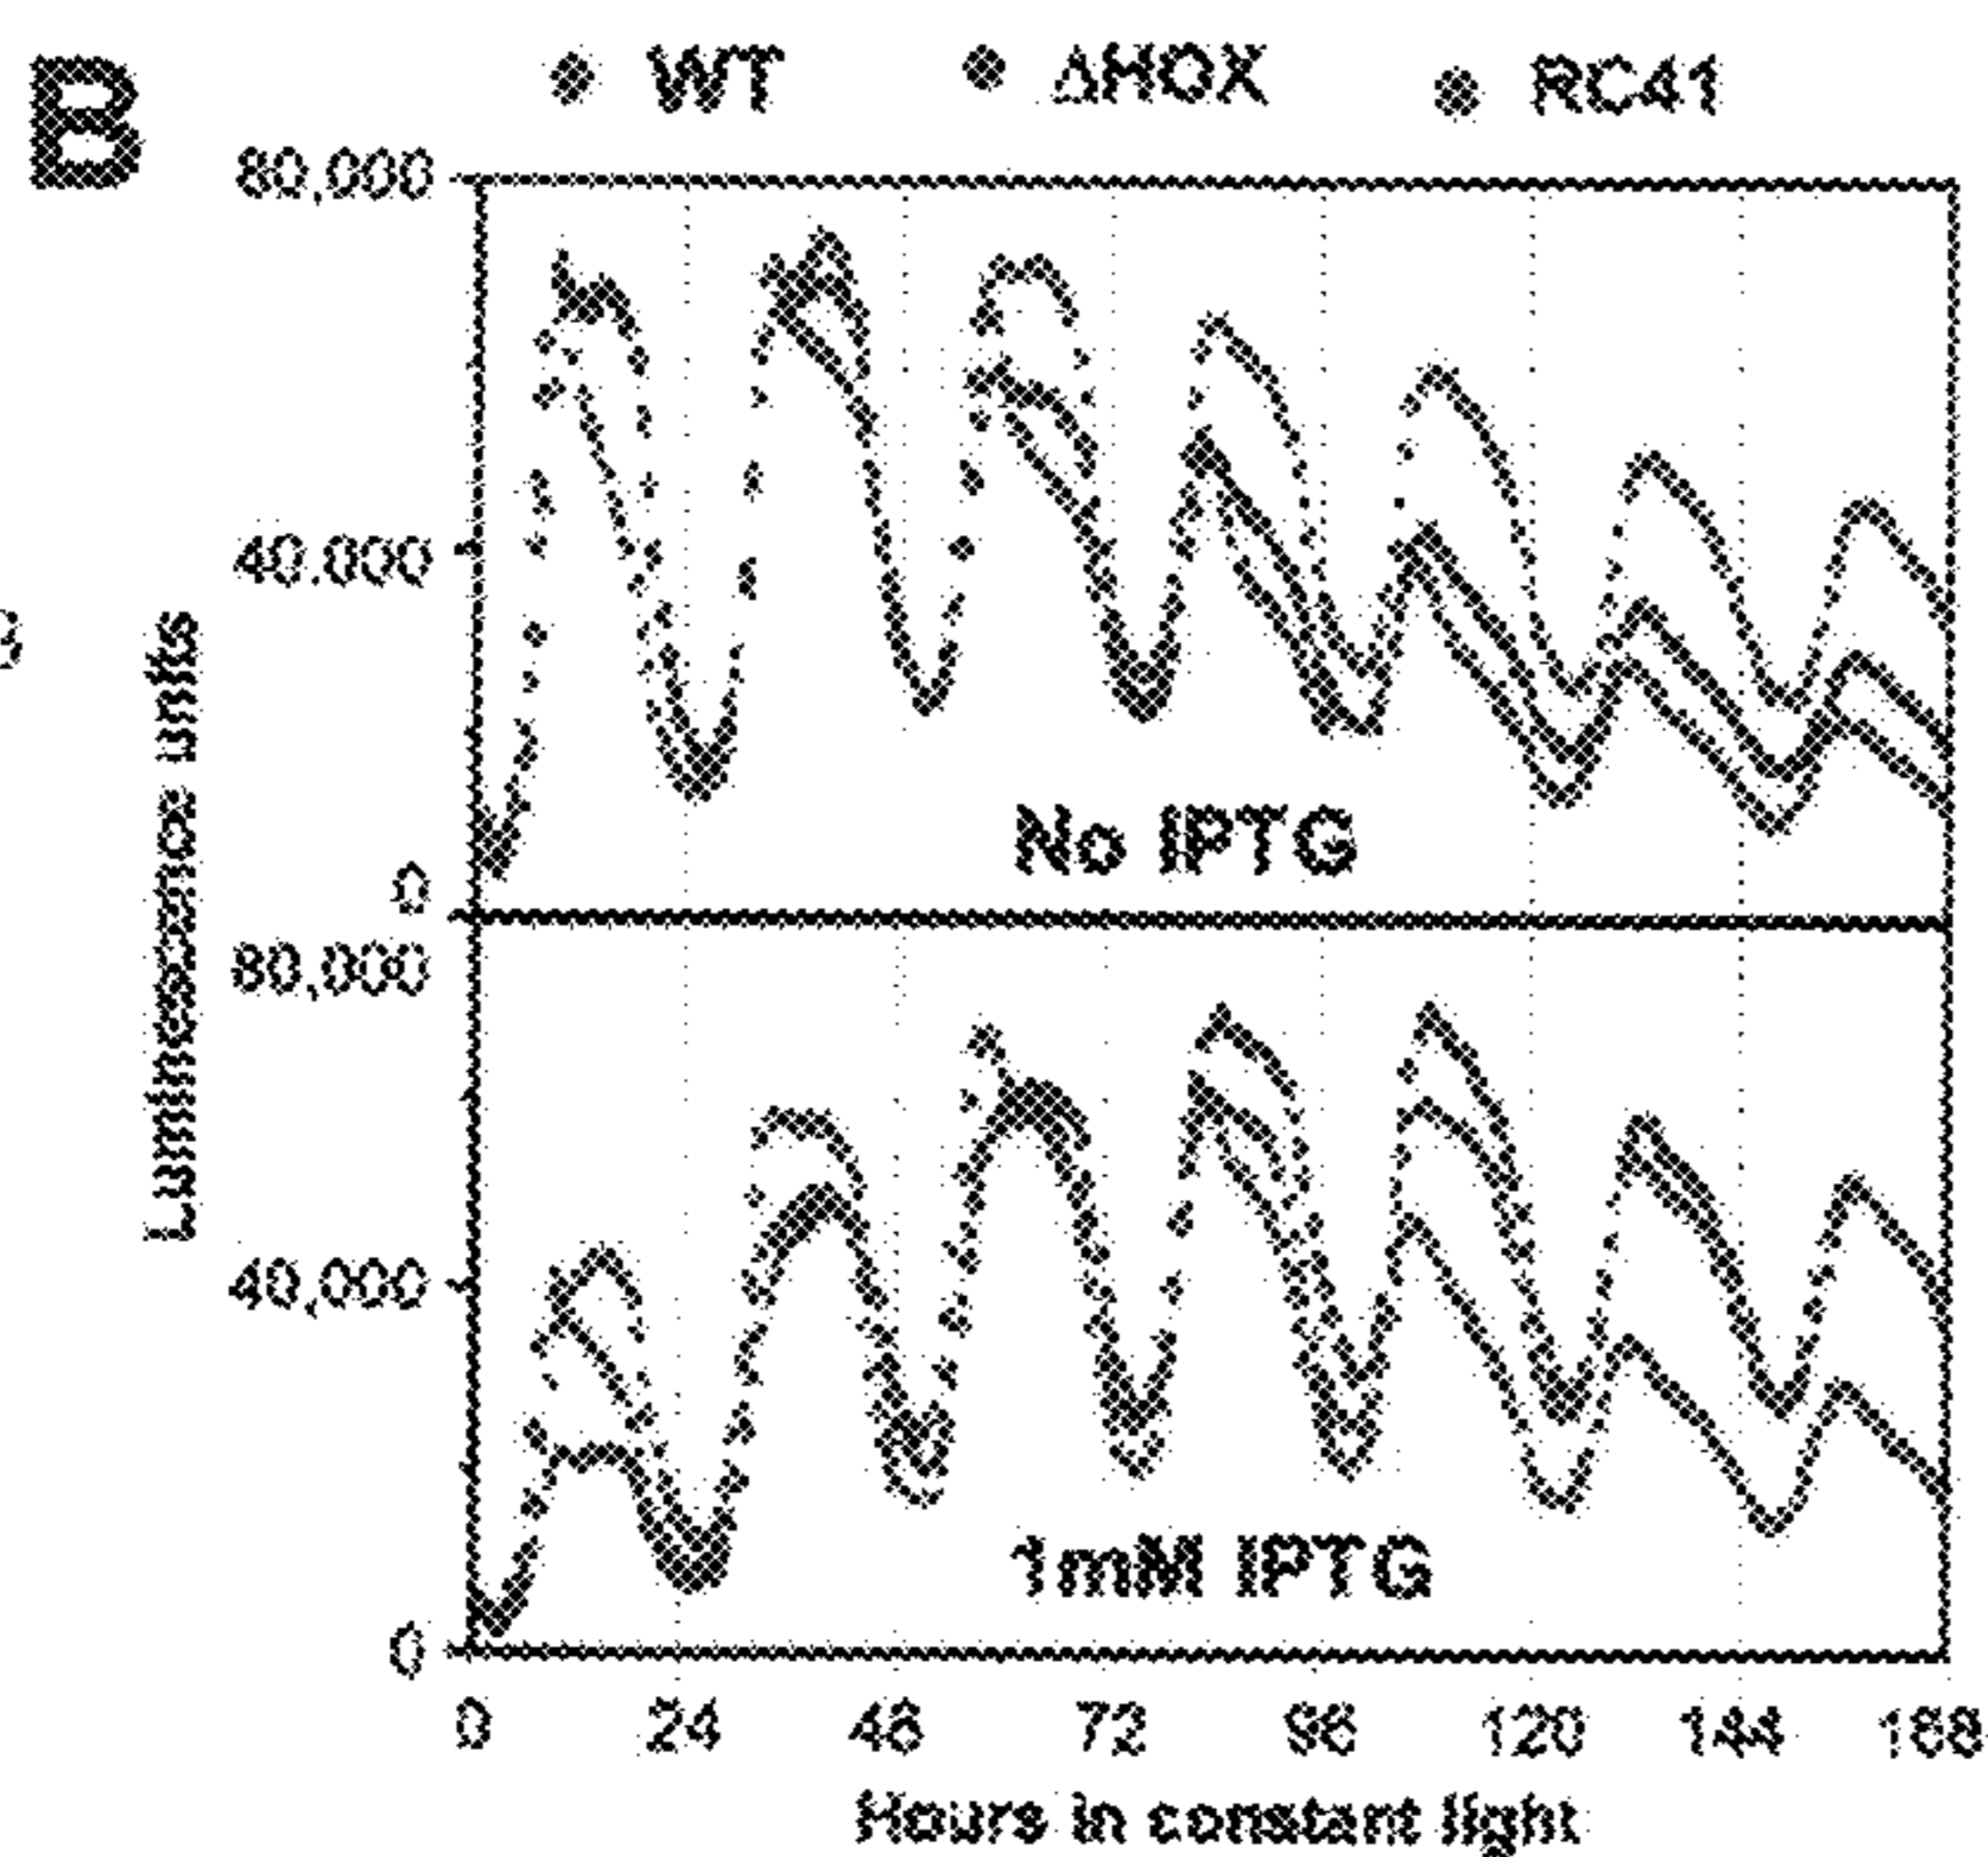 B
WT ΔHOX RC41
80,000
40.000
0
No IPTG
80,000
40,000
0
1mM IPTG
Luminescence units
0 24 48 72 96 120 144 168
Hours in constant light